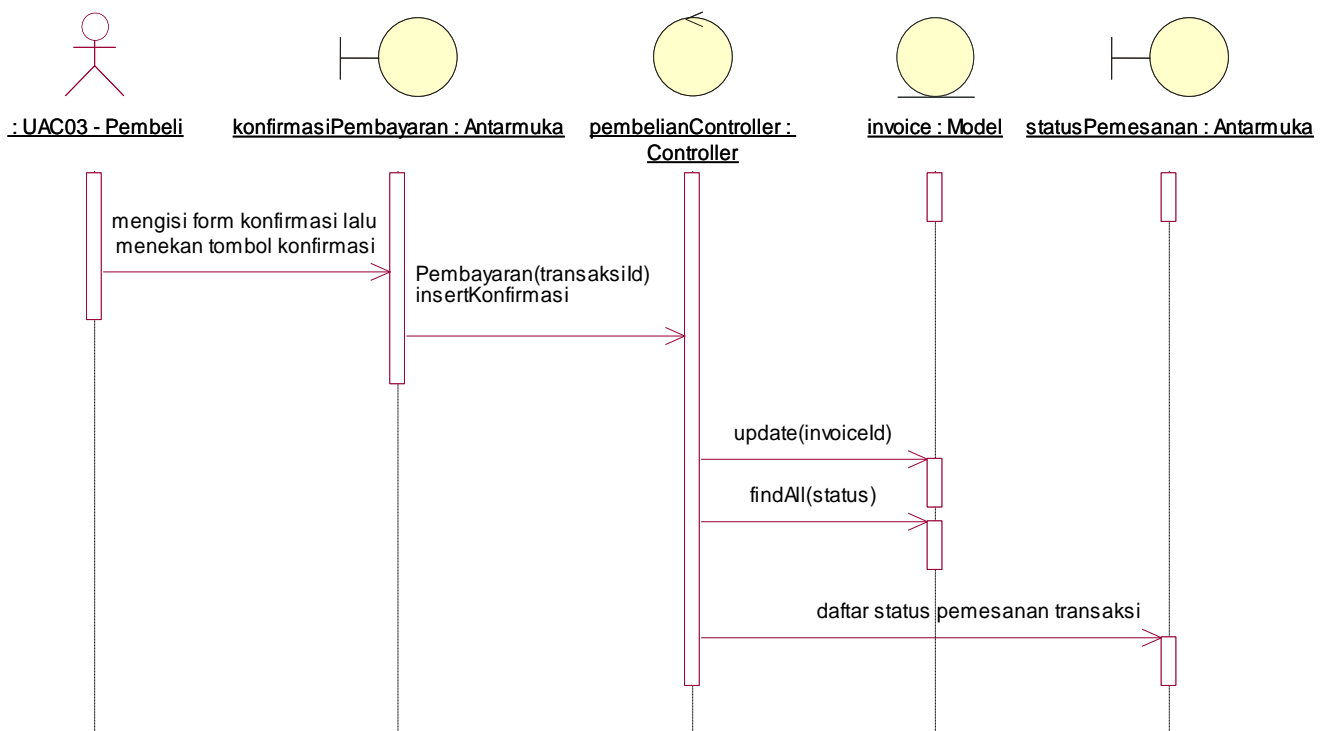 : UAC03 - Pembeli
konfirmasiPembayaran : Antarmuka
pembelianController :
Controller
invoice : Model
statusPemesanan : Antarmuka
mengisi form konfirmasi lalu
menekan tombol konfirmasi
Pembayaran(transaksiId)
insertKonfirmasi
update(invoiceId)
findAll(status)
daftar status pemesanan transaksi